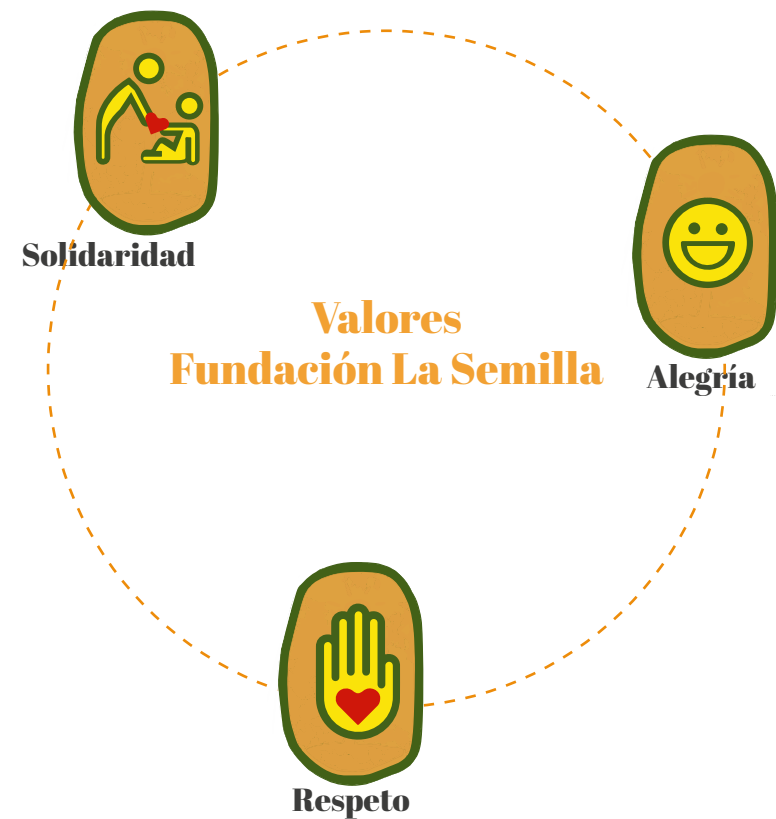 Solidaridad
Valores
Fundación La Semilla
Alegría
Respeto